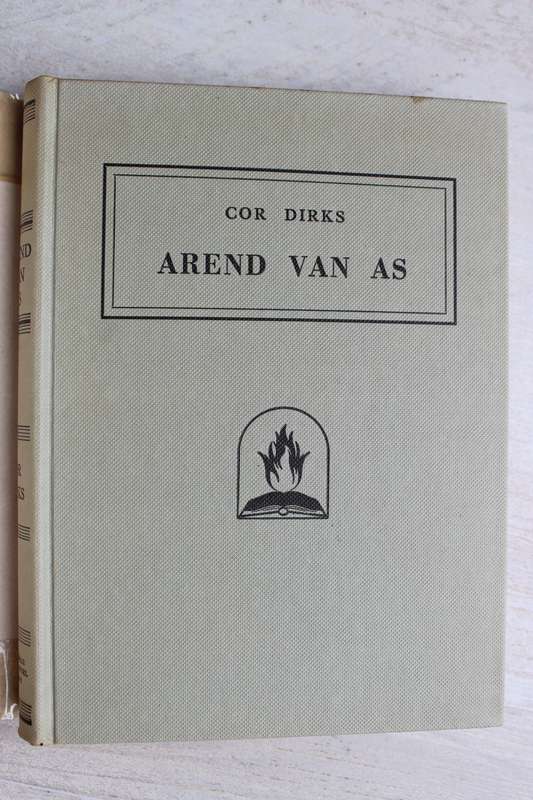 COR DIRKS
AREND VAN AS